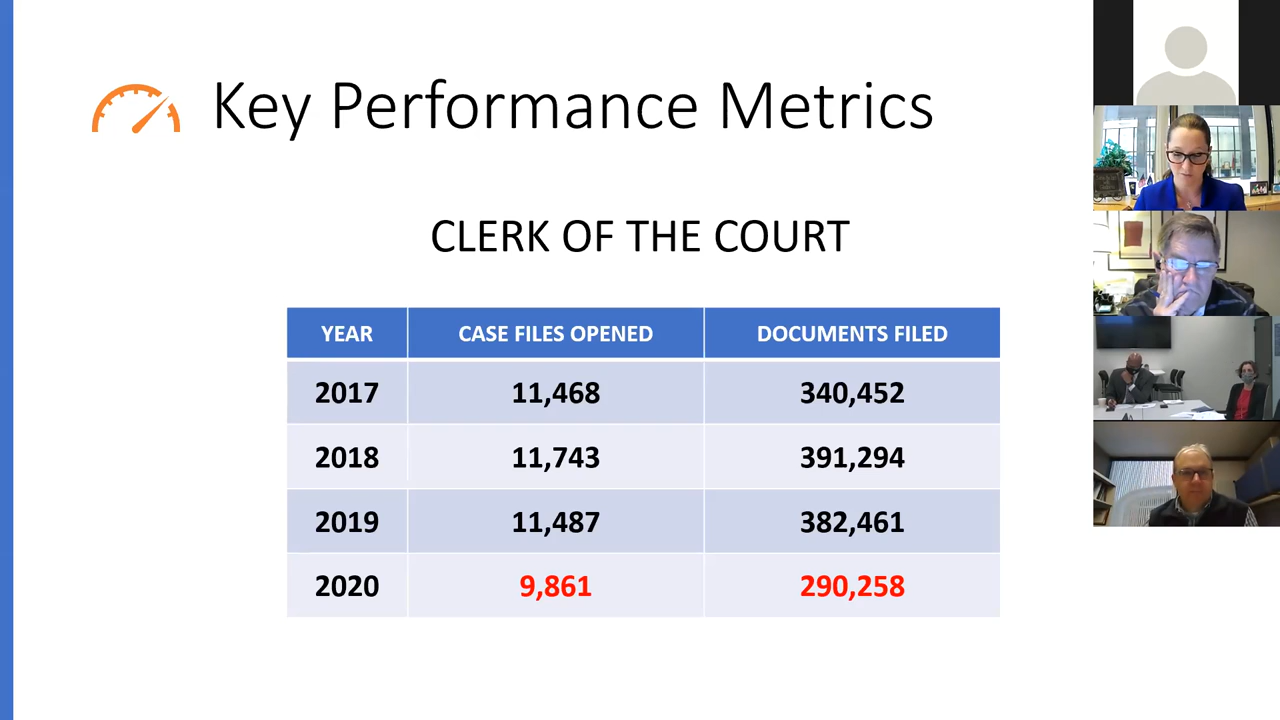 Key Performance Metrics
CLERK OF THE COURT
YEAR CASE FILES OPENED DOCUMENTS FILED
2017 11,468 340,452
2018 11,743 391,294
2019 11,487 382,461
2020 9,861 290,258